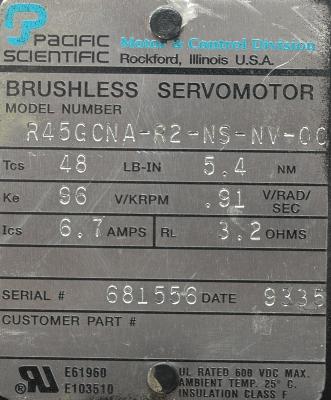 PACIFIC
SCIENTIFIC
Motor & Control Division
Rockford, Illinois U.S.A.
BRUSHLESS SERVOMOTOR
MODEL NUMBER
R45GCNA-R2-NS-NV-00
Tcs 48 LB-IN 5.4 NM
Ke 96 V/KRPM .91 V/RAD/SEC
Ics 6.7 AMPS RL 3.2 OHMS
SERIAL # 681556 DATE 9335
CUSTOMER PART #
UR E61960
E103510
UL RATED 600 VDC MAX.
AMBIENT TEMP. 25° C.
INSULATION CLASS F